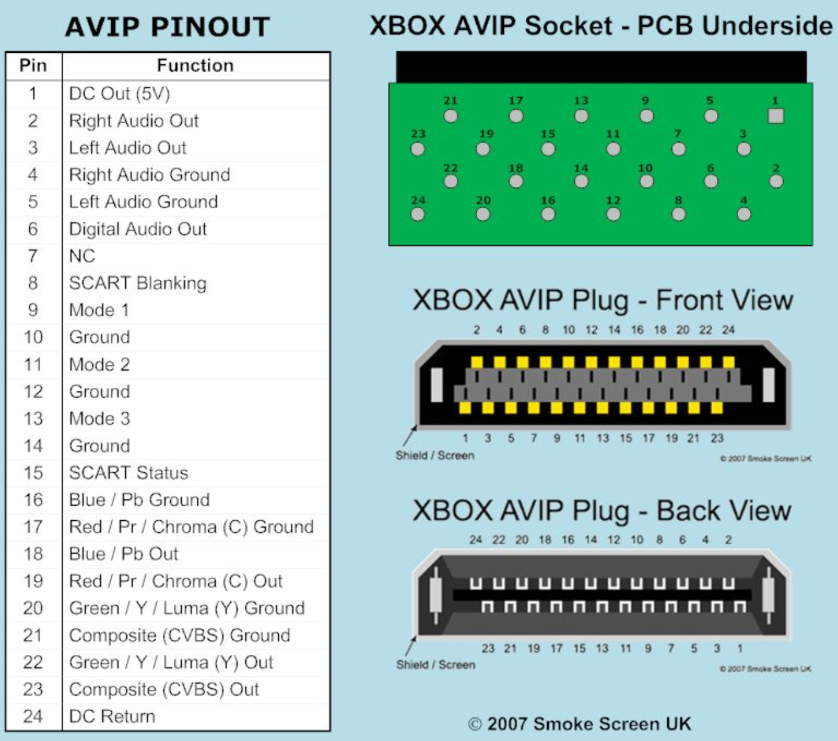 AVIP PINOUT
Pin Function
1 DC Out (5V)
2 Right Audio Out
3 Left Audio Out
4 Right Audio Ground
5 Left Audio Ground
6 Digital Audio Out
7 NC
8 SCART Blanking
9 Mode 1
10 Ground
11 Mode 2
12 Ground
13 Mode 3
14 Ground
15 SCART Status
16 Blue / Pb Ground
17 Red / Pr / Chroma (C) Ground
18 Blue / Pb Out
19 Red / Pr / Chroma (C) Out
20 Green / Y / Luma (Y) Ground
21 Composite (CVBS) Ground
22 Green / Y / Luma (Y) Out
23 Composite (CVBS) Out
24 DC Return
XBOX AVIP Socket - PCB Underside
21 17 13 9 5 1
23 19 15 11 7 3
22 18 14 10 6 2
24 20 16 12 8 4
XBOX AVIP Plug - Front View
2 4 6 8 10 12 14 16 18 20 22 24
1 3 5 7 9 11 13 15 17 19 21 23
Shield / Screen
© 2007 Smoke Screen UK
XBOX AVIP Plug - Back View
24 22 20 18 16 14 12 10 8 6 4 2
23 21 19 17 15 13 11 9 7 5 3 1
Shield / Screen
© 2007 Smoke Screen UK
© 2007 Smoke Screen UK